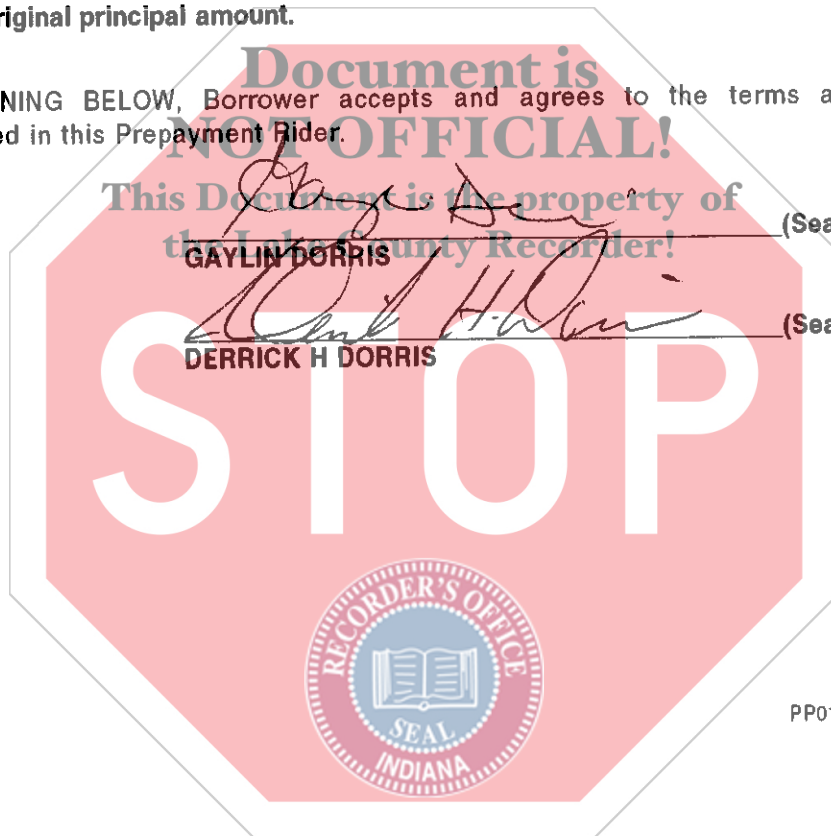 riginal principal amount.
Document is
NING BELOW, Borrower accepts and agrees to the terms a
ed in this Prepayment Rider.
NOT OFFICIAL!
This Document is the property of
the Lake County Recorder!
(Sea
GAYLIN DORRIS
Derrick H. Dorris
(Sea
DERRICK H DORRIS
STOP
RECORDER'S OFFICE
SEAL
INDIANA
PP01